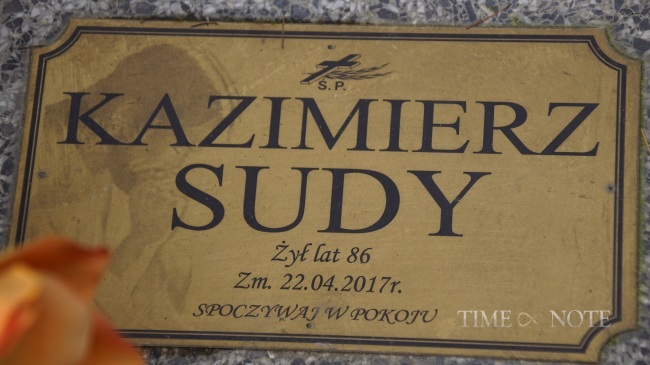 Ś.P.
KAZIMIERZ
SUDY
Żył lat 86
Zm. 22.04.2017r.
SPOCZYWAJ W POKOJU
TIME ∞ NOTE